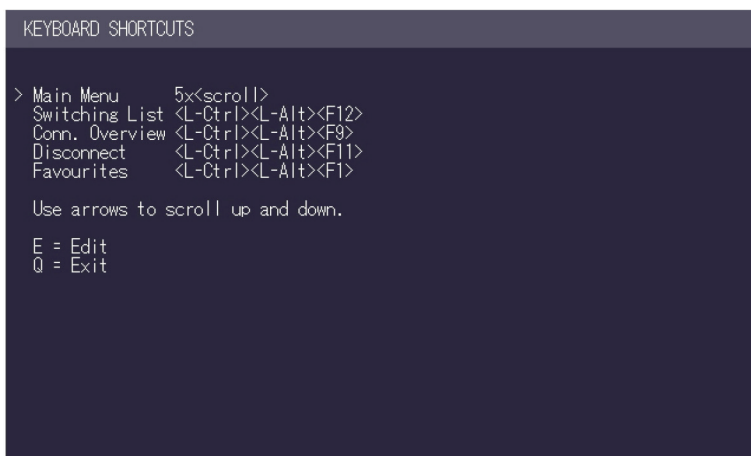 KEYBOARD SHORTCUTS
> Main Menu 5x<scroll>
Switching List <L-Ctrl><L-Alt><F12>
Conn. Overview <L-Ctrl><L-Alt><F9>
Disconnect <L-Ctrl><L-Alt><F11>
Favourites <L-Ctrl><L-Alt><F1>
Use arrows to scroll up and down.
E = Edit
Q = Exit